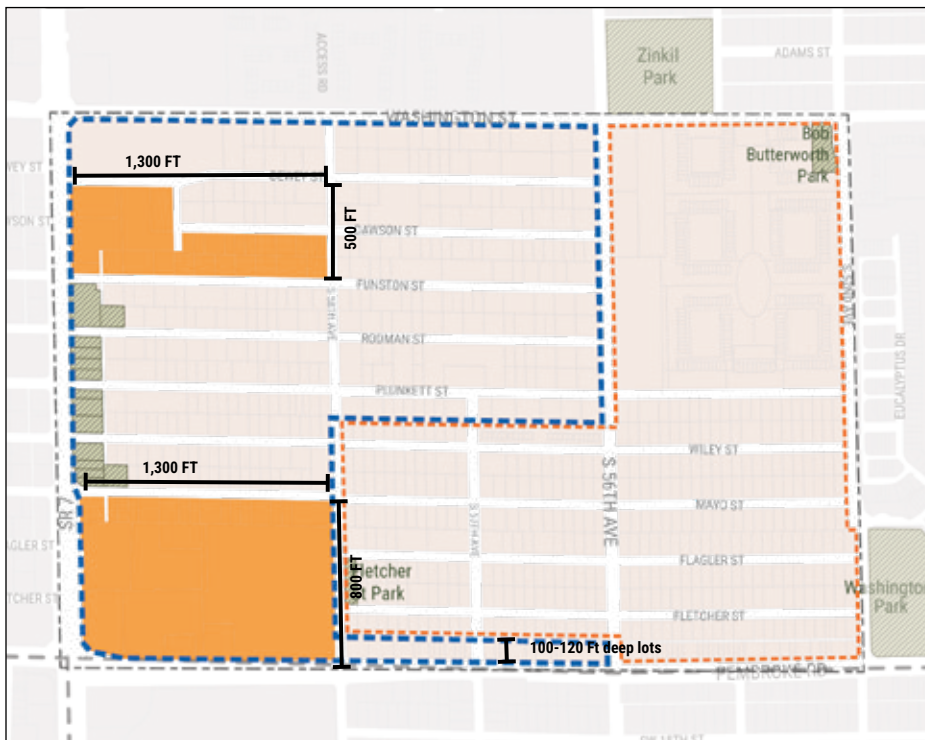 ACCESS RD
Zinkil
Park
ADAMS ST
WASHINGTON ST
Bob
Butterworth
Park
1,300 FT
DEWEY ST
500 FT
DAWSON ST
FUNSTON ST
S 58TH AVE
RODMAN ST
PLUNKETT ST
EUCALYPTUS DR
WILEY ST
1,300 FT
S 56TH AVE
MAYO ST
SR 7
S 57TH AVE
FLAGLER ST
800 FT
Fletcher
St Park
Washington
Park
FLETCHER ST
100-120 Ft deep lots
PEMBROKE RD